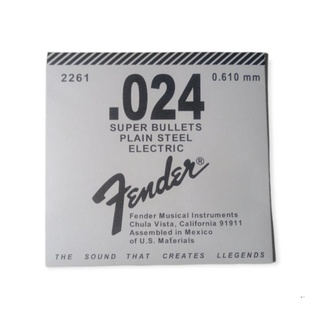 2261 0.610 mm
.024
SUPER BULLETS
PLAIN STEEL
ELECTRIC
Fender®
Fender Musical Instruments
Chula Vista, California 91911
Assembled in Mexico
of U.S. Materials
THE SOUND THAT CREATES LLEGENDS